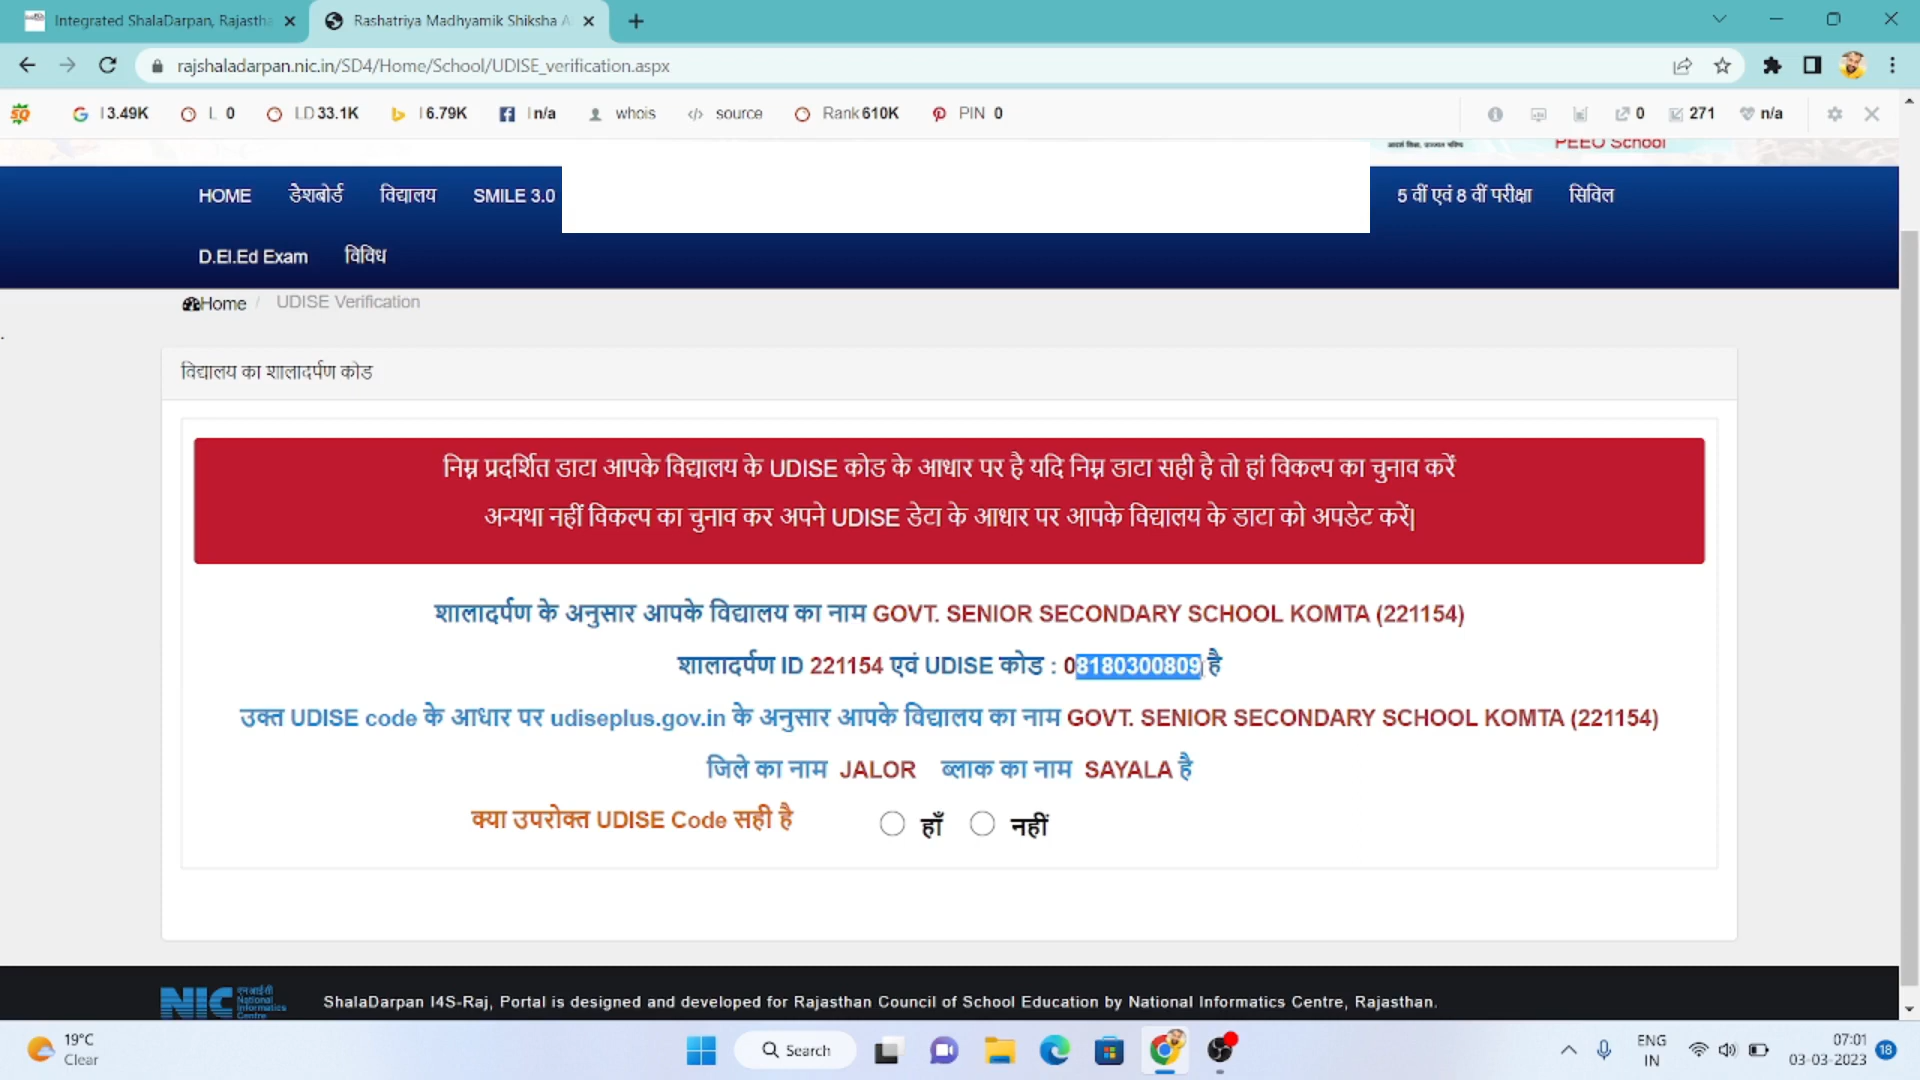 Integrated ShalaDarpan, Rajastha
Rashatriya Madhyamik Shiksha A
rajshaladarpan.nic.in/SD4/Home/School/UDISE_verification.aspx
I 3.49K L 0 LD 33.1K I 6.79K I n/a whois source Rank 610K PIN 0 0 271 n/a
PEEO School
HOME डेशबोर्ड विद्यालय SMILE 3.0 5 वीं एवं 8 वीं परीक्षा सिविल
D.El.Ed Exam विविध
Home / UDISE Verification
विद्यालय का शालादर्पण कोड
निम्न प्रदर्शित डाटा आपके विद्यालय के UDISE कोड के आधार पर है यदि निम्न डाटा सही है तो हां विकल्प का चुनाव करें
अन्यथा नहीं विकल्प का चुनाव कर अपने UDISE डेटा के आधार पर आपके विद्यालय के डाटा को अपडेट करें|
शालादर्पण के अनुसार आपके विद्यालय का नाम GOVT. SENIOR SECONDARY SCHOOL KOMTA (221154)
शालादर्पण ID 221154 एवं UDISE कोड : 08180300809 है
उक्त UDISE code के आधार पर udiseplus.gov.in के अनुसार आपके विद्यालय का नाम GOVT. SENIOR SECONDARY SCHOOL KOMTA (221154)
जिले का नाम JALOR ब्लाक का नाम SAYALA है
क्या उपरोक्त UDISE Code सही है हाँ नहीं
NIC एनआईसी National Informatics Centre
ShalaDarpan I4S-Raj, Portal is designed and developed for Rajasthan Council of School Education by National Informatics Centre, Rajasthan.
19°C
Clear
Search
ENG
IN
07:01
03-03-2023
18